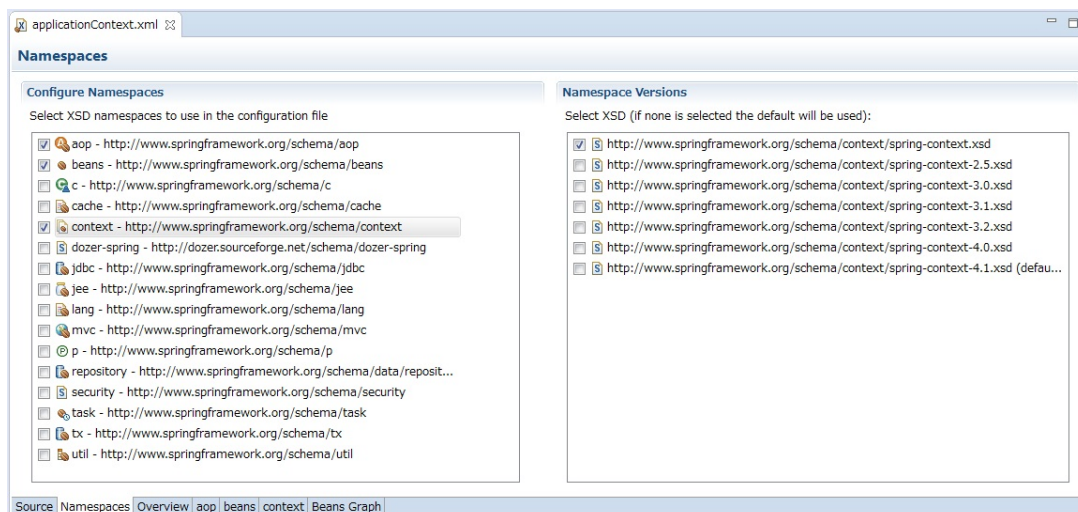 applicationContext.xml
Namespaces
Configure Namespaces
Select XSD namespaces to use in the configuration file
aop - http://www.springframework.org/schema/aop
beans - http://www.springframework.org/schema/beans
c - http://www.springframework.org/schema/c
cache - http://www.springframework.org/schema/cache
context - http://www.springframework.org/schema/context
dozer-spring - http://dozer.sourceforge.net/schema/dozer-spring
jdbc - http://www.springframework.org/schema/jdbc
jee - http://www.springframework.org/schema/jee
lang - http://www.springframework.org/schema/lang
mvc - http://www.springframework.org/schema/mvc
p - http://www.springframework.org/schema/p
repository - http://www.springframework.org/schema/data/reposit...
security - http://www.springframework.org/schema/security
task - http://www.springframework.org/schema/task
tx - http://www.springframework.org/schema/tx
util - http://www.springframework.org/schema/util
Namespace Versions
Select XSD (if none is selected the default will be used):
http://www.springframework.org/schema/context/spring-context.xsd
http://www.springframework.org/schema/context/spring-context-2.5.xsd
http://www.springframework.org/schema/context/spring-context-3.0.xsd
http://www.springframework.org/schema/context/spring-context-3.1.xsd
http://www.springframework.org/schema/context/spring-context-3.2.xsd
http://www.springframework.org/schema/context/spring-context-4.0.xsd
http://www.springframework.org/schema/context/spring-context-4.1.xsd (defau...
Source Namespaces Overview aop beans context Beans Graph